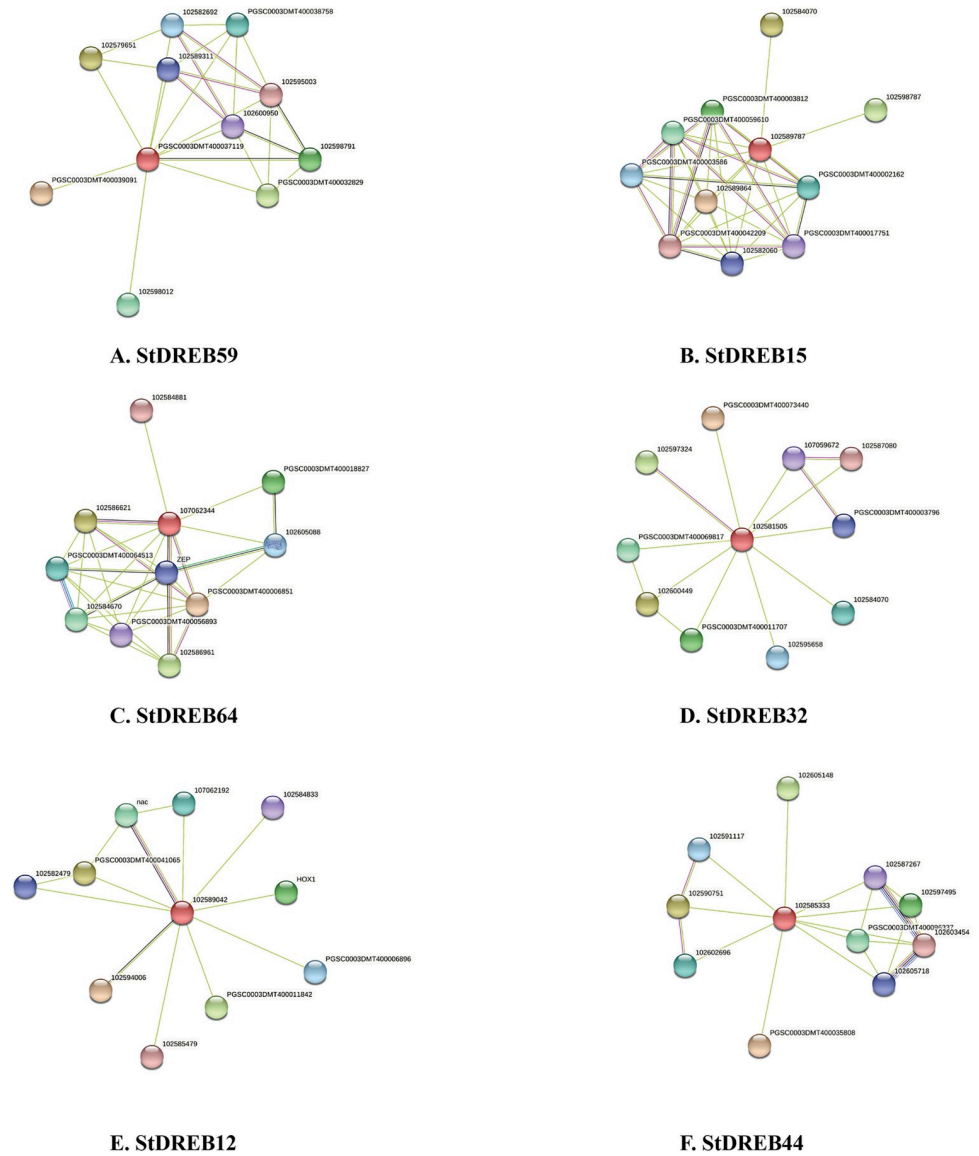 102582692
PGSC0003DMT400038758
102579651
102589311
102595003
102600950
102598791
PGSC0003DMT400037119
PGSC0003DMT400039091
PGSC0003DMT400032829
102598012
A. StDREB59
102584070
102598787
PGSC0003DMT400003812
PGSC0003DMT400059610
102589787
PGSC0003DMT400003586
PGSC0003DMT400002162
102589864
PGSC0003DMT400042209
PGSC0003DMT400017751
102582060
B. StDREB15
102584881
PGSC0003DMT400018827
102586621
107062344
102605088
PGSC0003DMT400064513
ZEP
PGSC0003DMT400006851
102584670
PGSC0003DMT400056893
102586961
C. StDREB64
PGSC0003DMT400073440
102597324
107059672
102587080
PGSC0003DMT400003796
102581505
PGSC0003DMT400069817
102600449
102584070
PGSC0003DMT400011707
102595658
D. StDREB32
nac
107062192
102584833
PGSC0003DMT400041065
102582479
HOX1
102589042
PGSC0003DMT400006896
102594006
PGSC0003DMT400011842
102585479
E. StDREB12
102605148
102591117
102587267
102590751
102597495
102585333
102603454
102602696
102605718
PGSC0003DMT400035808
F. StDREB44